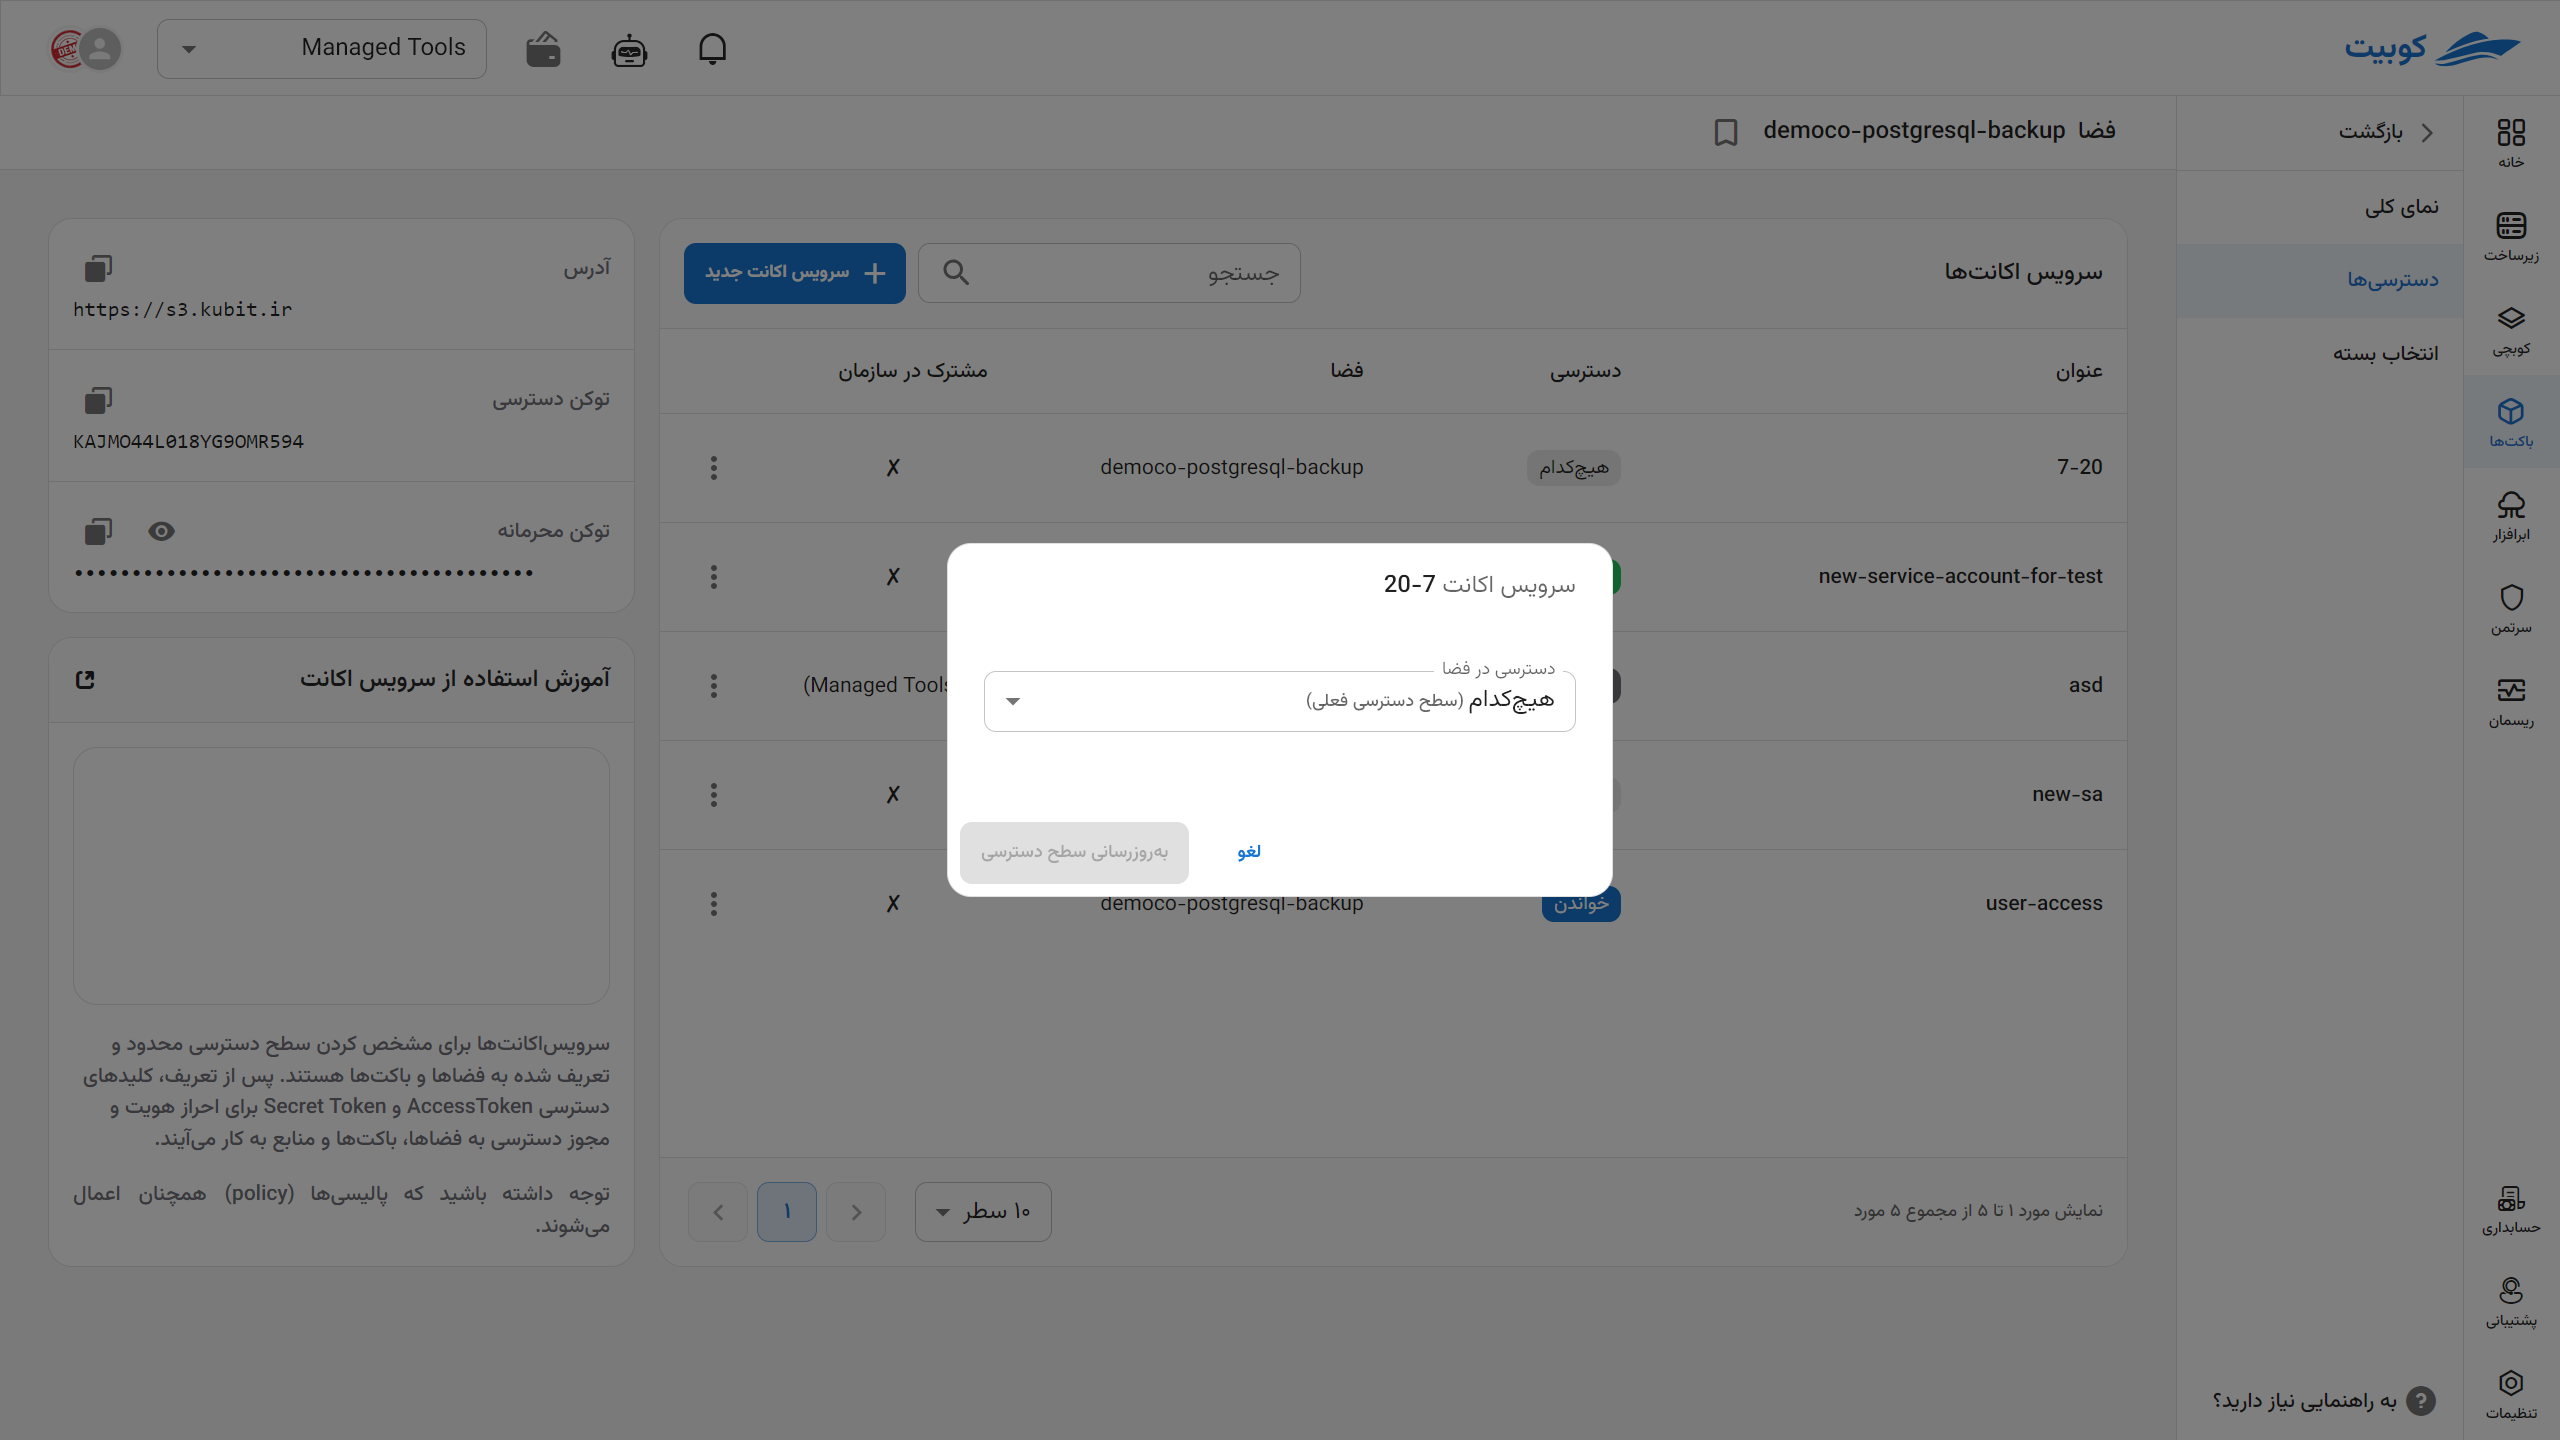 کوبیت
Managed Tools
DEM
خانه
زیرساخت
کوبچی
باکت‌ها
ابرافزار
سرتمن
ریسمان
حسابداری
پشتیبانی
تنظیمات
بازگشت
نمای کلی
دسترسی‌ها
انتخاب بسته
به راهنمایی نیاز دارید؟
فضا democo-postgresql-backup
سرویس اکانت‌ها
جستجو
سرویس اکانت جدید
عنوان دسترسی فضا مشترک در سازمان
7-20 هیچ‌کدام democo-postgresql-backup ✗
new-service-account-for-test ✗
asd (Managed Tools
new-sa ✗
user-access خواندن democo-postgresql-backup ✗
نمایش مورد ۱ تا ۵ از مجموع ۵ مورد
۱۰ سطر
۱
سرویس اکانت 7-20
دسترسی در فضا
هیچ‌کدام (سطح دسترسی فعلی)
لغو
به‌روزرسانی سطح دسترسی
آدرس
https://s3.kubit.ir
توکن دسترسی
KAJMO44L018YG9OMR594
توکن محرمانه
••••••••••••••••••••••••••••••••••••••••
آموزش استفاده از سرویس اکانت
سرویس‌اکانت‌ها برای مشخص کردن سطح دسترسی محدود و
تعریف شده به فضاها و باکت‌ها هستند. پس از تعریف، کلیدهای
دسترسی AccessToken و Secret Token برای احراز هویت و
مجوز دسترسی به فضاها، باکت‌ها و منابع به کار می‌آیند.
توجه داشته باشید که پالیسی‌ها (policy) همچنان اعمال
می‌شوند.